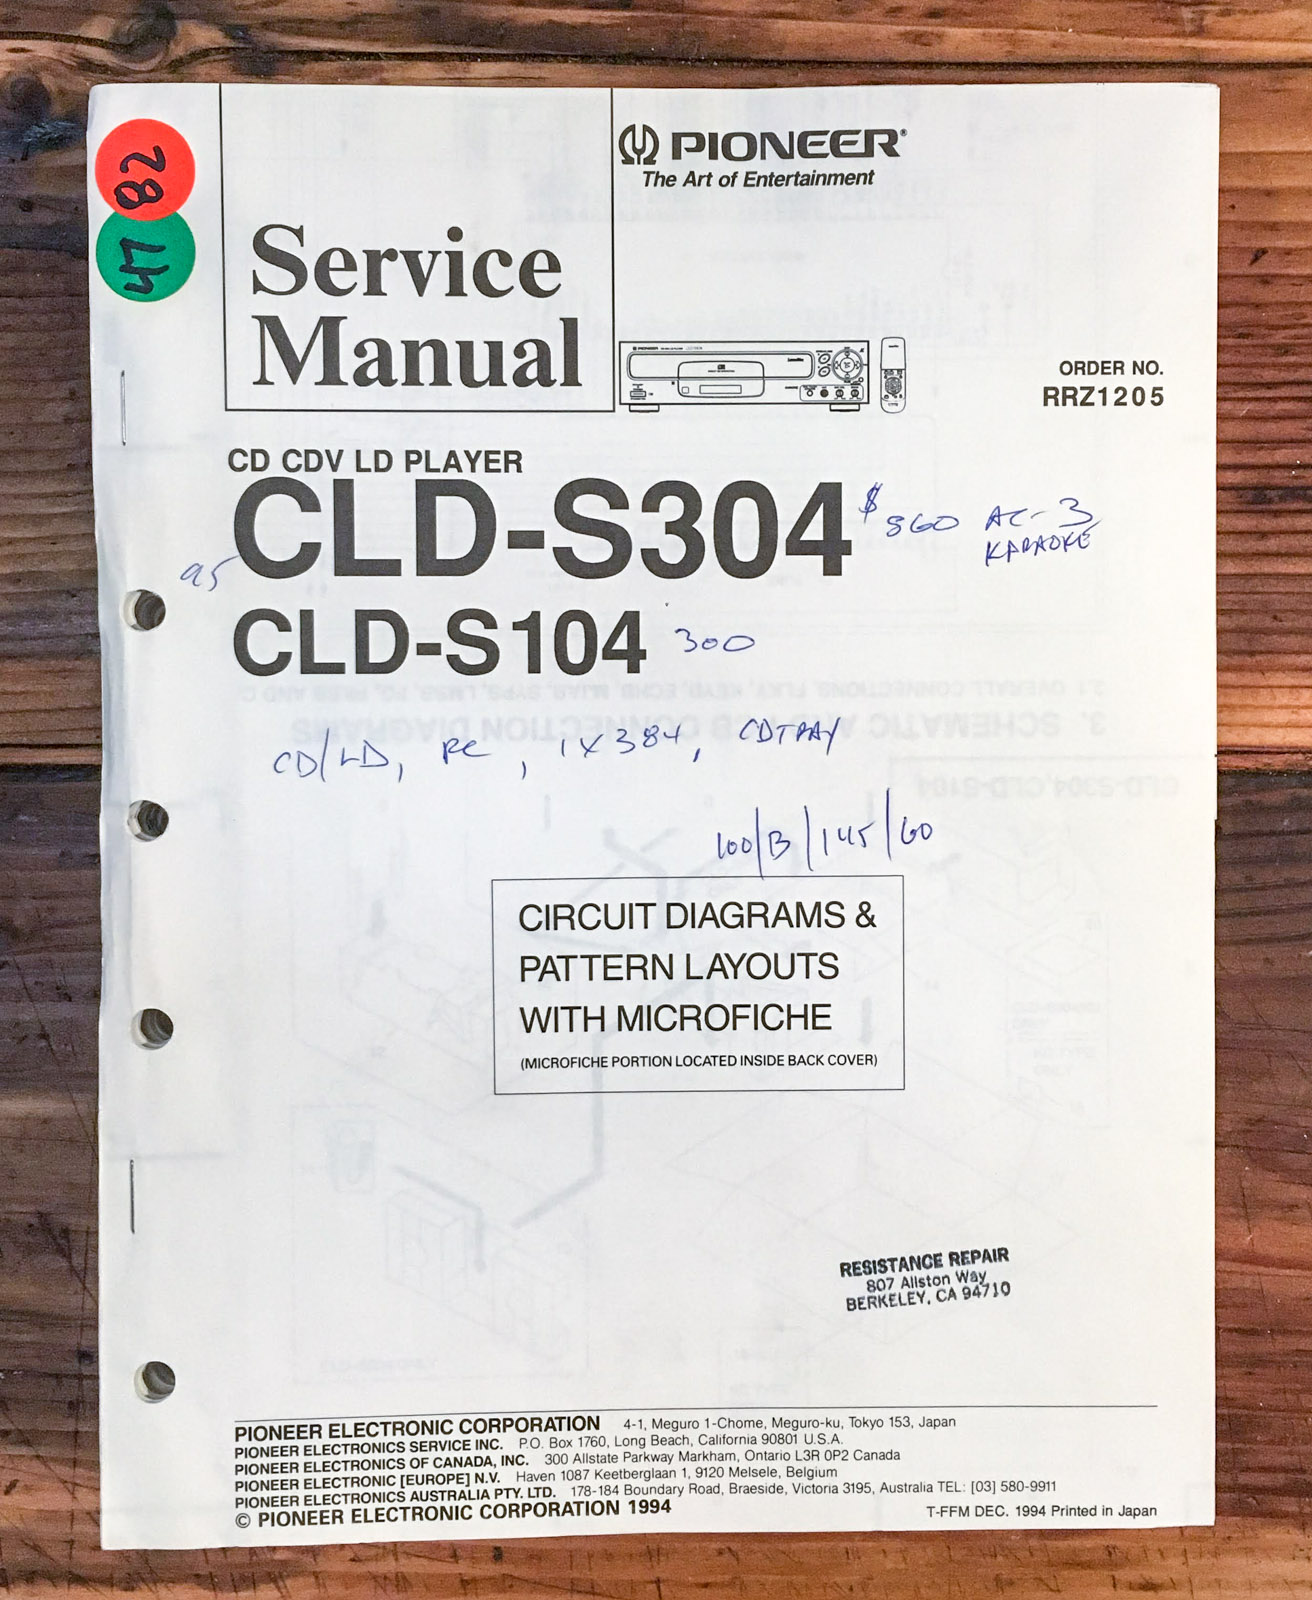 82
47
PIONEER®
The Art of Entertainment
Service
Manual
ORDER NO.
RRZ1205
CD CDV LD PLAYER
CLD-S304
$ 860 AC-3
KARAOKE
95
CLD-S104 300
CD/LD, RC, 1X384, CDTRAY
100/B/145/60
CIRCUIT DIAGRAMS &
PATTERN LAYOUTS
WITH MICROFICHE
(MICROFICHE PORTION LOCATED INSIDE BACK COVER)
RESISTANCE REPAIR
807 Allston Way
BERKELEY, CA 94710
PIONEER ELECTRONIC CORPORATION 4-1, Meguro 1-Chome, Meguro-ku, Tokyo 153, Japan
PIONEER ELECTRONICS SERVICE INC. P.O. Box 1760, Long Beach, California 90801 U.S.A.
PIONEER ELECTRONICS OF CANADA, INC. 300 Allstate Parkway Markham, Ontario L3R 0P2 Canada
PIONEER ELECTRONIC [EUROPE] N.V. Haven 1087 Keetberglaan 1, 9120 Melsele, Belgium
PIONEER ELECTRONICS AUSTRALIA PTY. LTD. 178-184 Boundary Road, Braeside, Victoria 3195, Australia TEL: [03] 580-9911
© PIONEER ELECTRONIC CORPORATION 1994
T-FFM DEC. 1994 Printed in Japan